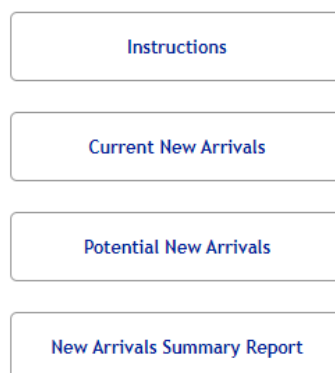 Instructions
Current New Arrivals
Potential New Arrivals
New Arrivals Summary Report